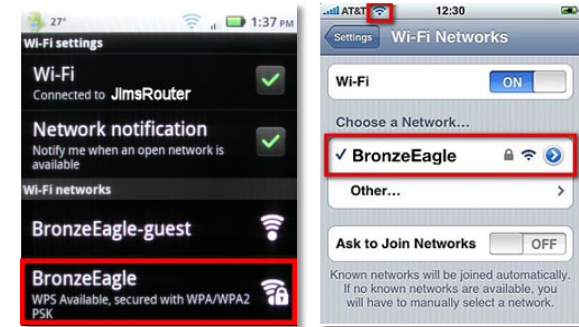 27°
1:37 PM
Wi-Fi settings
Wi-Fi
Connected to JimsRouter
Network notification
Notify me when an open network is
available
Wi-Fi networks
BronzeEagle-guest
BronzeEagle
WPS Available, secured with WPA/WPA2
PSK
AT&T
12:30
Settings
Wi-Fi Networks
Wi-Fi
ON
Choose a Network...
BronzeEagle
Other...
Ask to Join Networks
OFF
Known networks will be joined automatically.
If no known networks are available, you
will have to manually select a network.